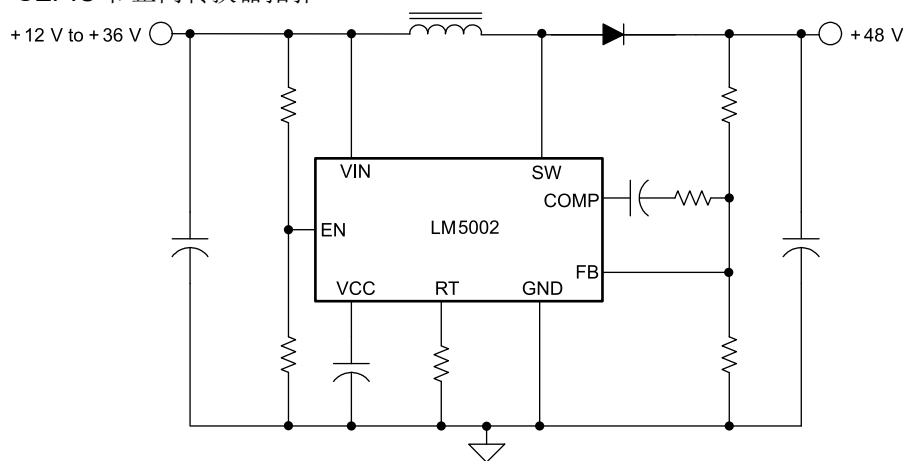 +12 V to +36 V
+48 V
VIN
SW
COMP
EN
LM5002
FB
VCC
RT
GND